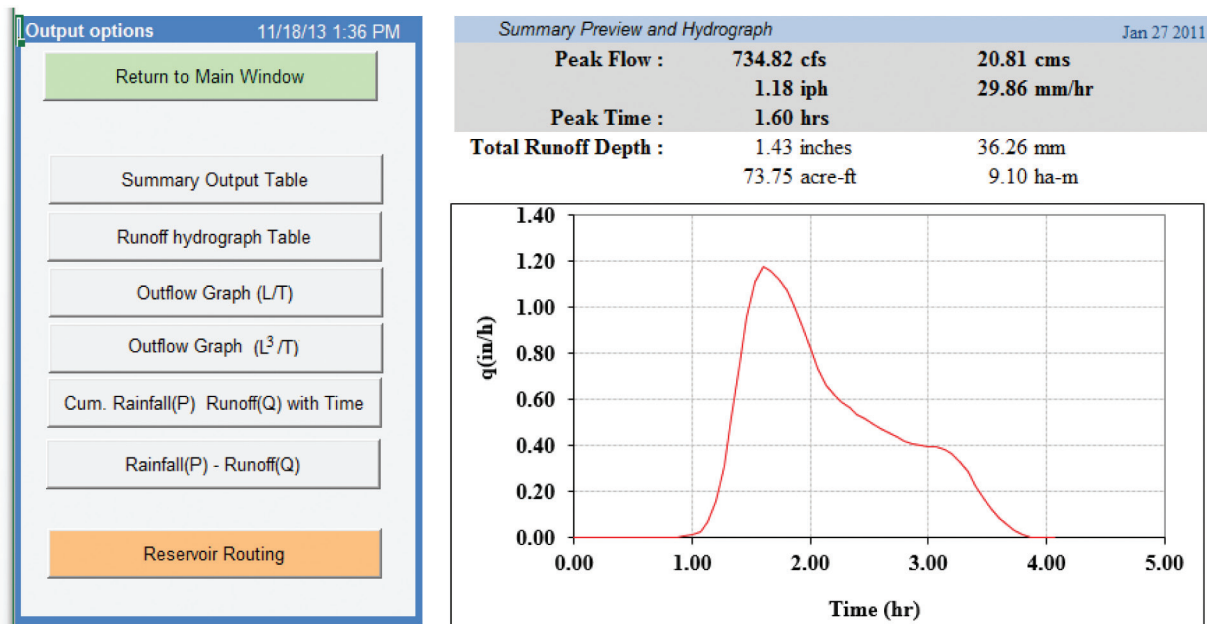 Output options 11/18/13 1:36 PM
Return to Main Window
Summary Output Table
Runoff hydrograph Table
Outflow Graph (L/T)
Outflow Graph (L³/T)
Cum. Rainfall(P) Runoff(Q) with Time
Rainfall(P) - Runoff(Q)
Reservoir Routing
Summary Preview and Hydrograph Jan 27 2011
Peak Flow : 734.82 cfs 20.81 cms
1.18 iph 29.86 mm/hr
Peak Time : 1.60 hrs
Total Runoff Depth : 1.43 inches 36.26 mm
73.75 acre-ft 9.10 ha-m
1.40
1.20
1.00
0.80
0.60
0.40
0.20
0.00
q(in/h)
0.00 1.00 2.00 3.00 4.00 5.00
Time (hr)